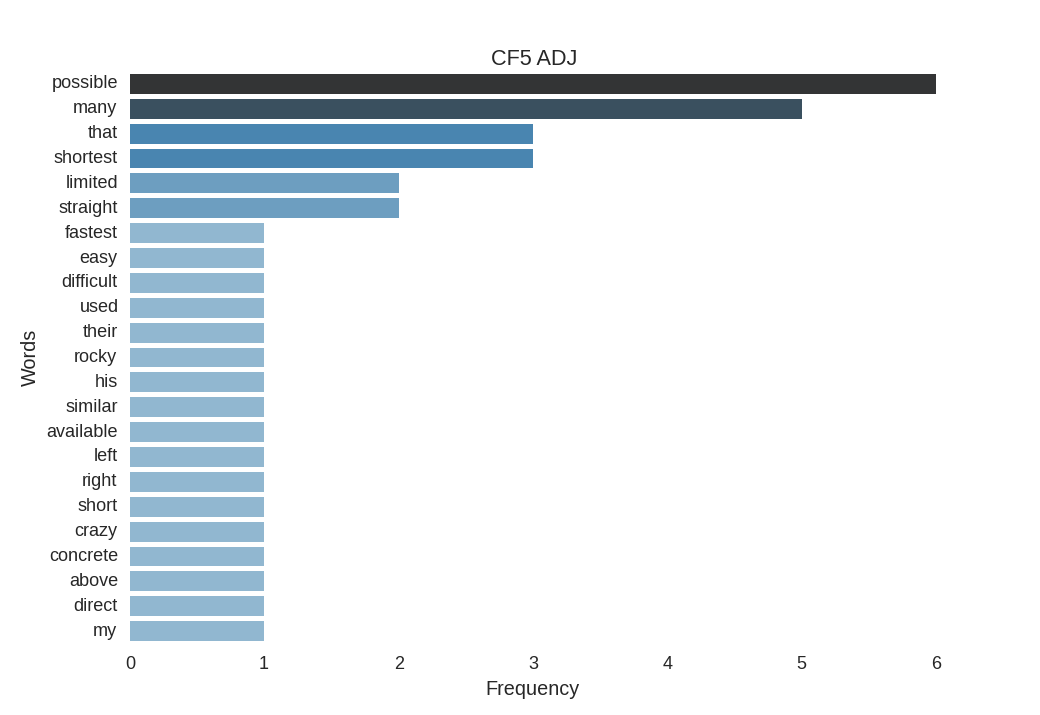 CF5 ADJ
possible
many
that
shortest
limited
straight
fastest
easy
difficult
used
their
rocky
his
similar
available
left
right
short
crazy
concrete
above
direct
my
Words
0 1 2 3 4 5 6
Frequency